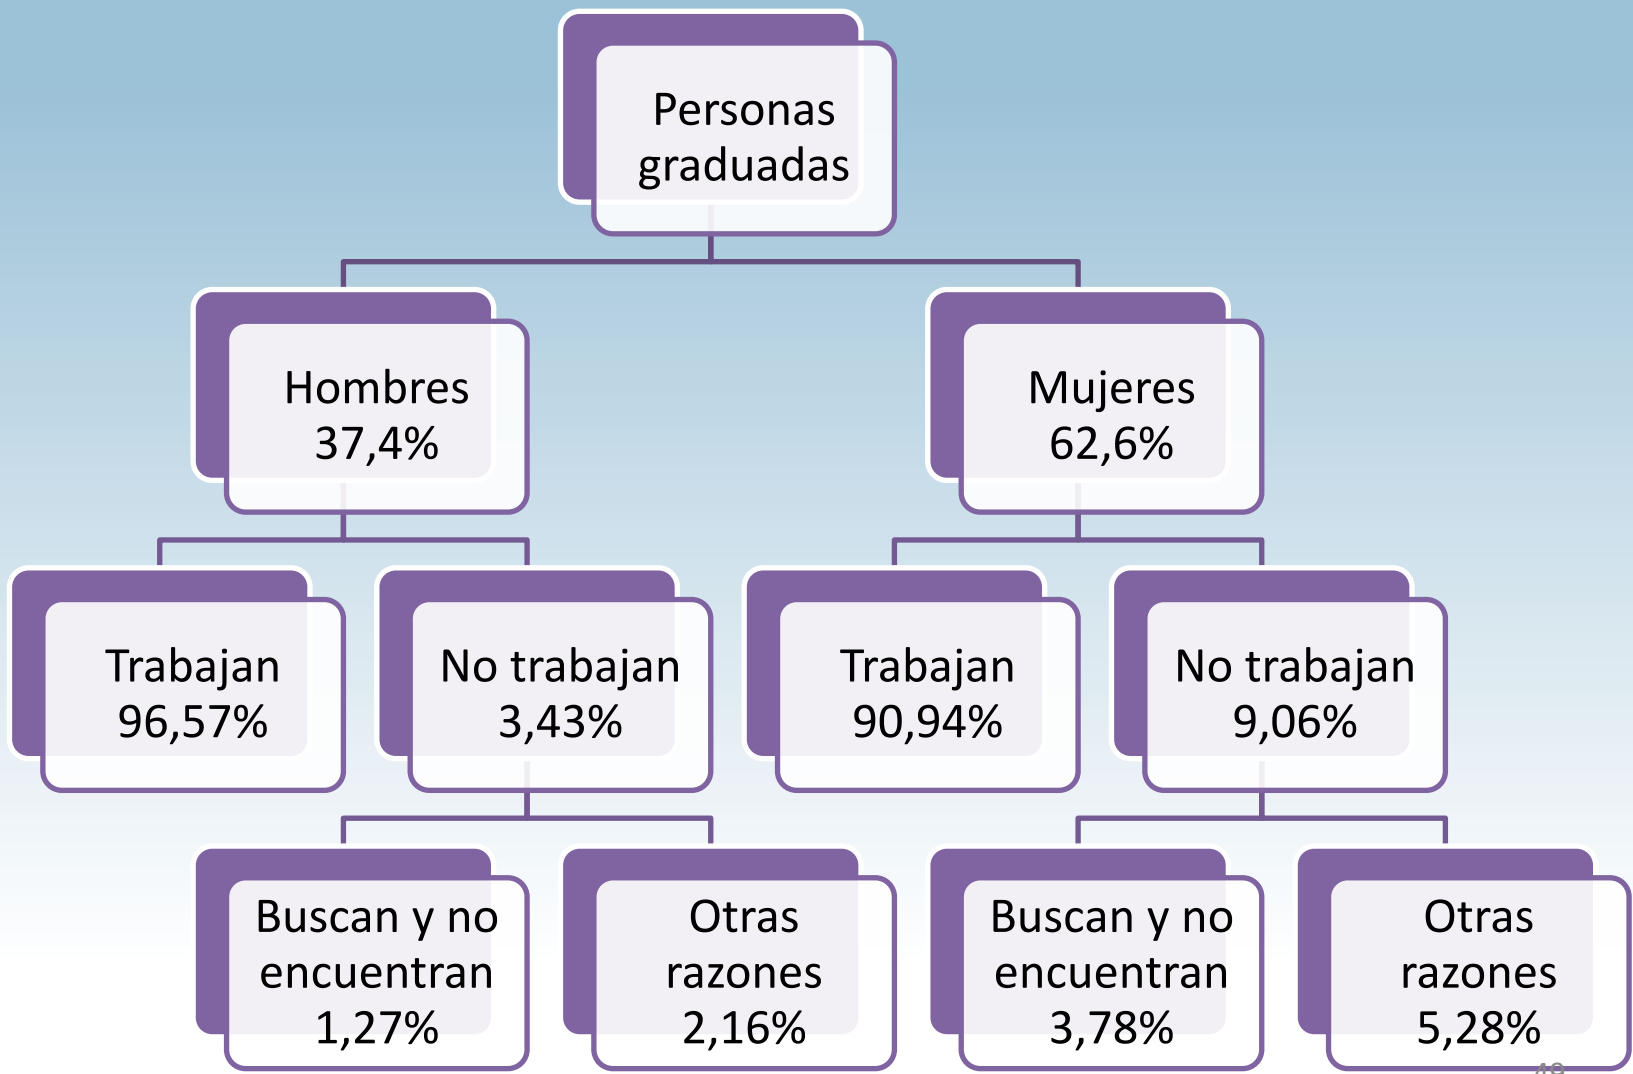 Personas
graduadas
Hombres
37,4%
Mujeres
62,6%
Trabajan
96,57%
No trabajan
3,43%
Trabajan
90,94%
No trabajan
9,06%
Buscan y no
encuentran
1,27%
Otras
razones
2,16%
Buscan y no
encuentran
3,78%
Otras
razones
5,28%